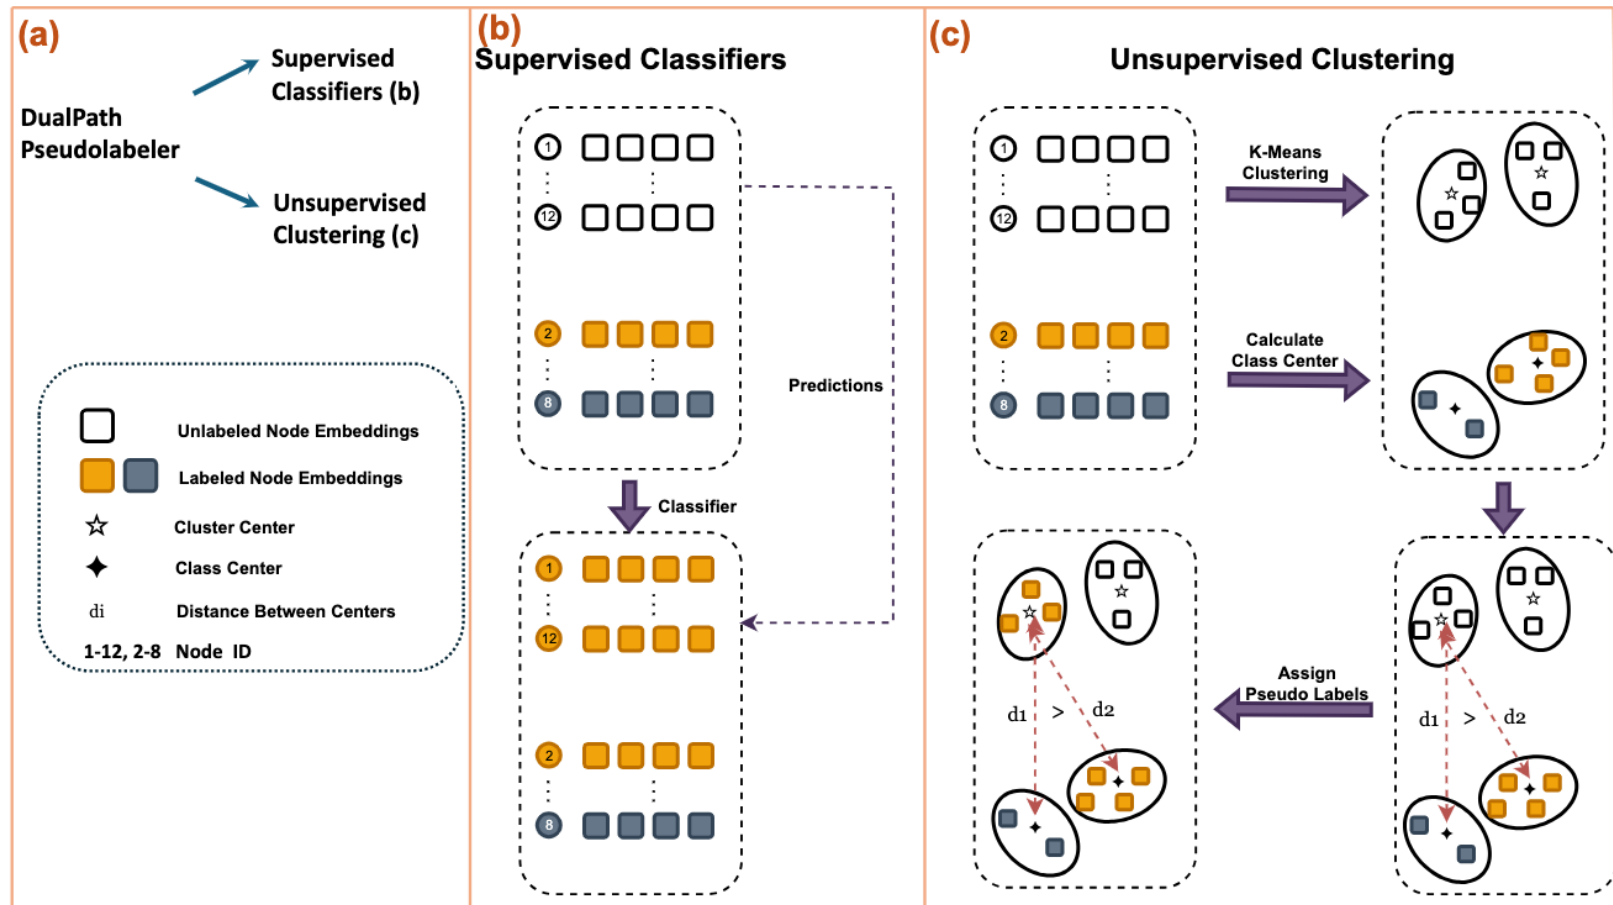 (a)
DualPath
Pseudolabeler
Supervised
Classifiers (b)
Unsupervised
Clustering (c)
Unlabeled Node Embeddings
Labeled Node Embeddings
Cluster Center
Class Center
di Distance Between Centers
1-12, 2-8 Node ID
(b)
Supervised Classifiers
1
12
2
8
Predictions
Classifier
1
12
2
8
(c)
Unsupervised Clustering
1
12
2
8
K-Means
Clustering
Calculate
Class Center
d1 > d2
Assign
Pseudo Labels
d1 > d2